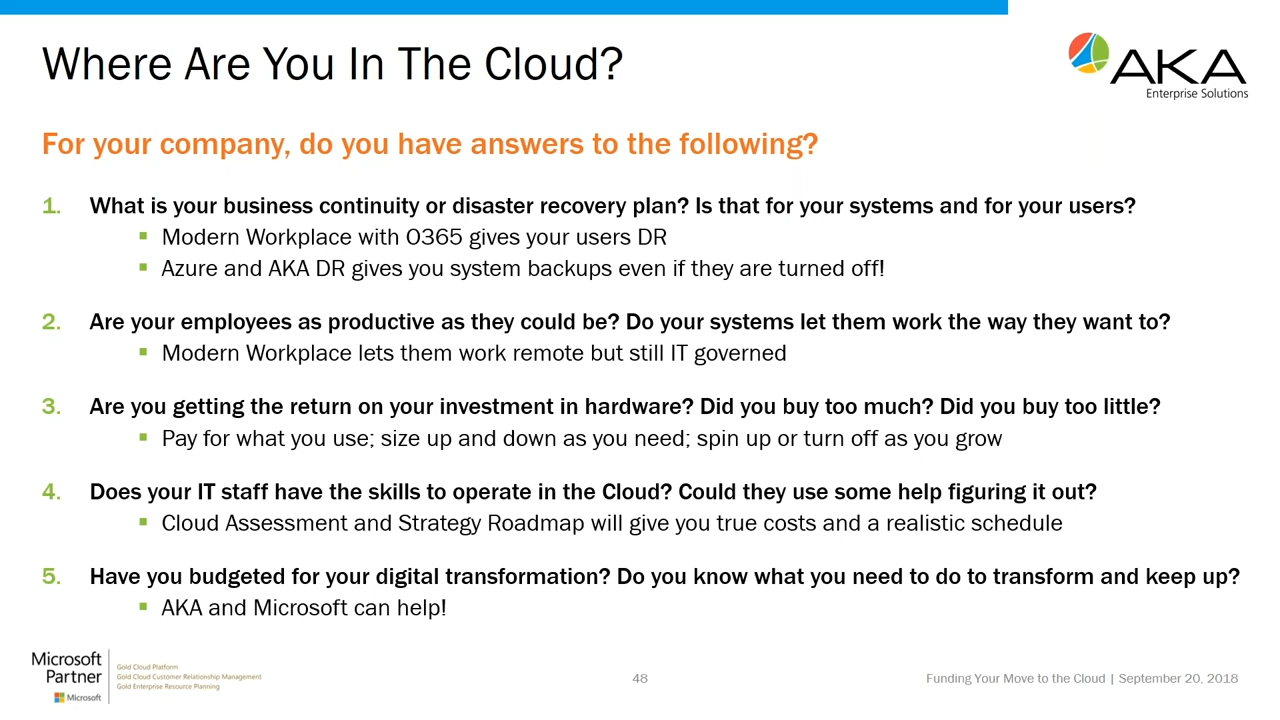 Where Are You In The Cloud?
AKA
Enterprise Solutions
For your company, do you have answers to the following?
1. What is your business continuity or disaster recovery plan? Is that for your systems and for your users?
▪ Modern Workplace with O365 gives your users DR
▪ Azure and AKA DR gives you system backups even if they are turned off!
2. Are your employees as productive as they could be? Do your systems let them work the way they want to?
▪ Modern Workplace lets them work remote but still IT governed
3. Are you getting the return on your investment in hardware? Did you buy too much? Did you buy too little?
▪ Pay for what you use; size up and down as you need; spin up or turn off as you grow
4. Does your IT staff have the skills to operate in the Cloud? Could they use some help figuring it out?
▪ Cloud Assessment and Strategy Roadmap will give you true costs and a realistic schedule
5. Have you budgeted for your digital transformation? Do you know what you need to do to transform and keep up?
▪ AKA and Microsoft can help!
Microsoft
Partner
Microsoft
Gold Cloud Platform
Gold Cloud Customer Relationship Management
Gold Enterprise Resource Planning
48
Funding Your Move to the Cloud | September 20, 2018